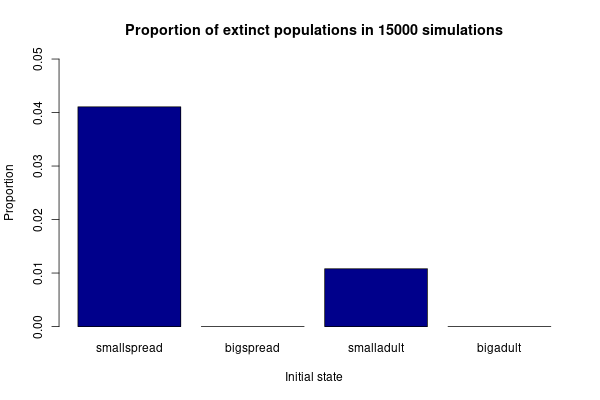 Proportion of extinct populations in 15000 simulations
0.05
0.04
0.03
0.02
0.01
0.00
Proportion
smallspread bigspread smalladult bigadult
Initial state